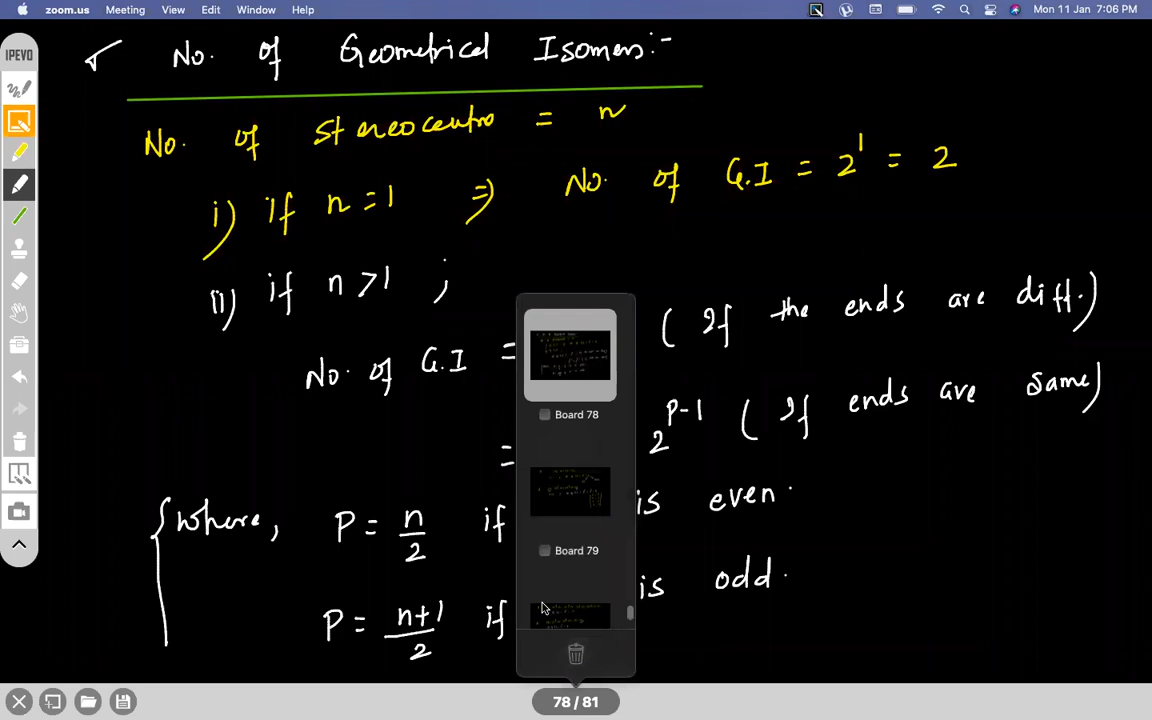 zoom.us Meeting View Edit Window Help Mon 11 Jan 7:06 PM
IPEVO
No. of Geometrical Isomers:-
No. of Stereocentro = n
i) if n=1 ⇒ No. of G.I = 2^1 = 2
ii) if n>1 ;
No. of G.I = ( If the ends are diff.)
= 2^P-1 ( If ends are same)
where, P = n/2 if is even.
P = n+1/2 if is odd.
Board 78
Board 79
78 / 81